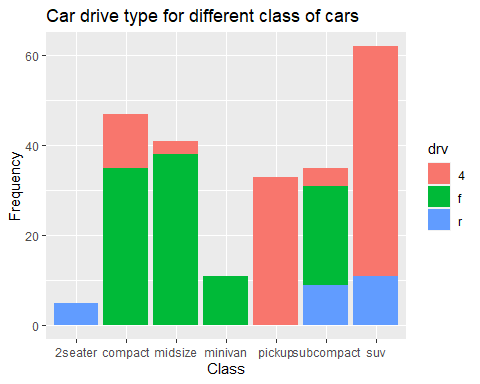 Car drive type for different class of cars
60
40
20
0
Frequency
2seater compact midsize minivan pickup subcompact suv
Class
drv
4
f
r